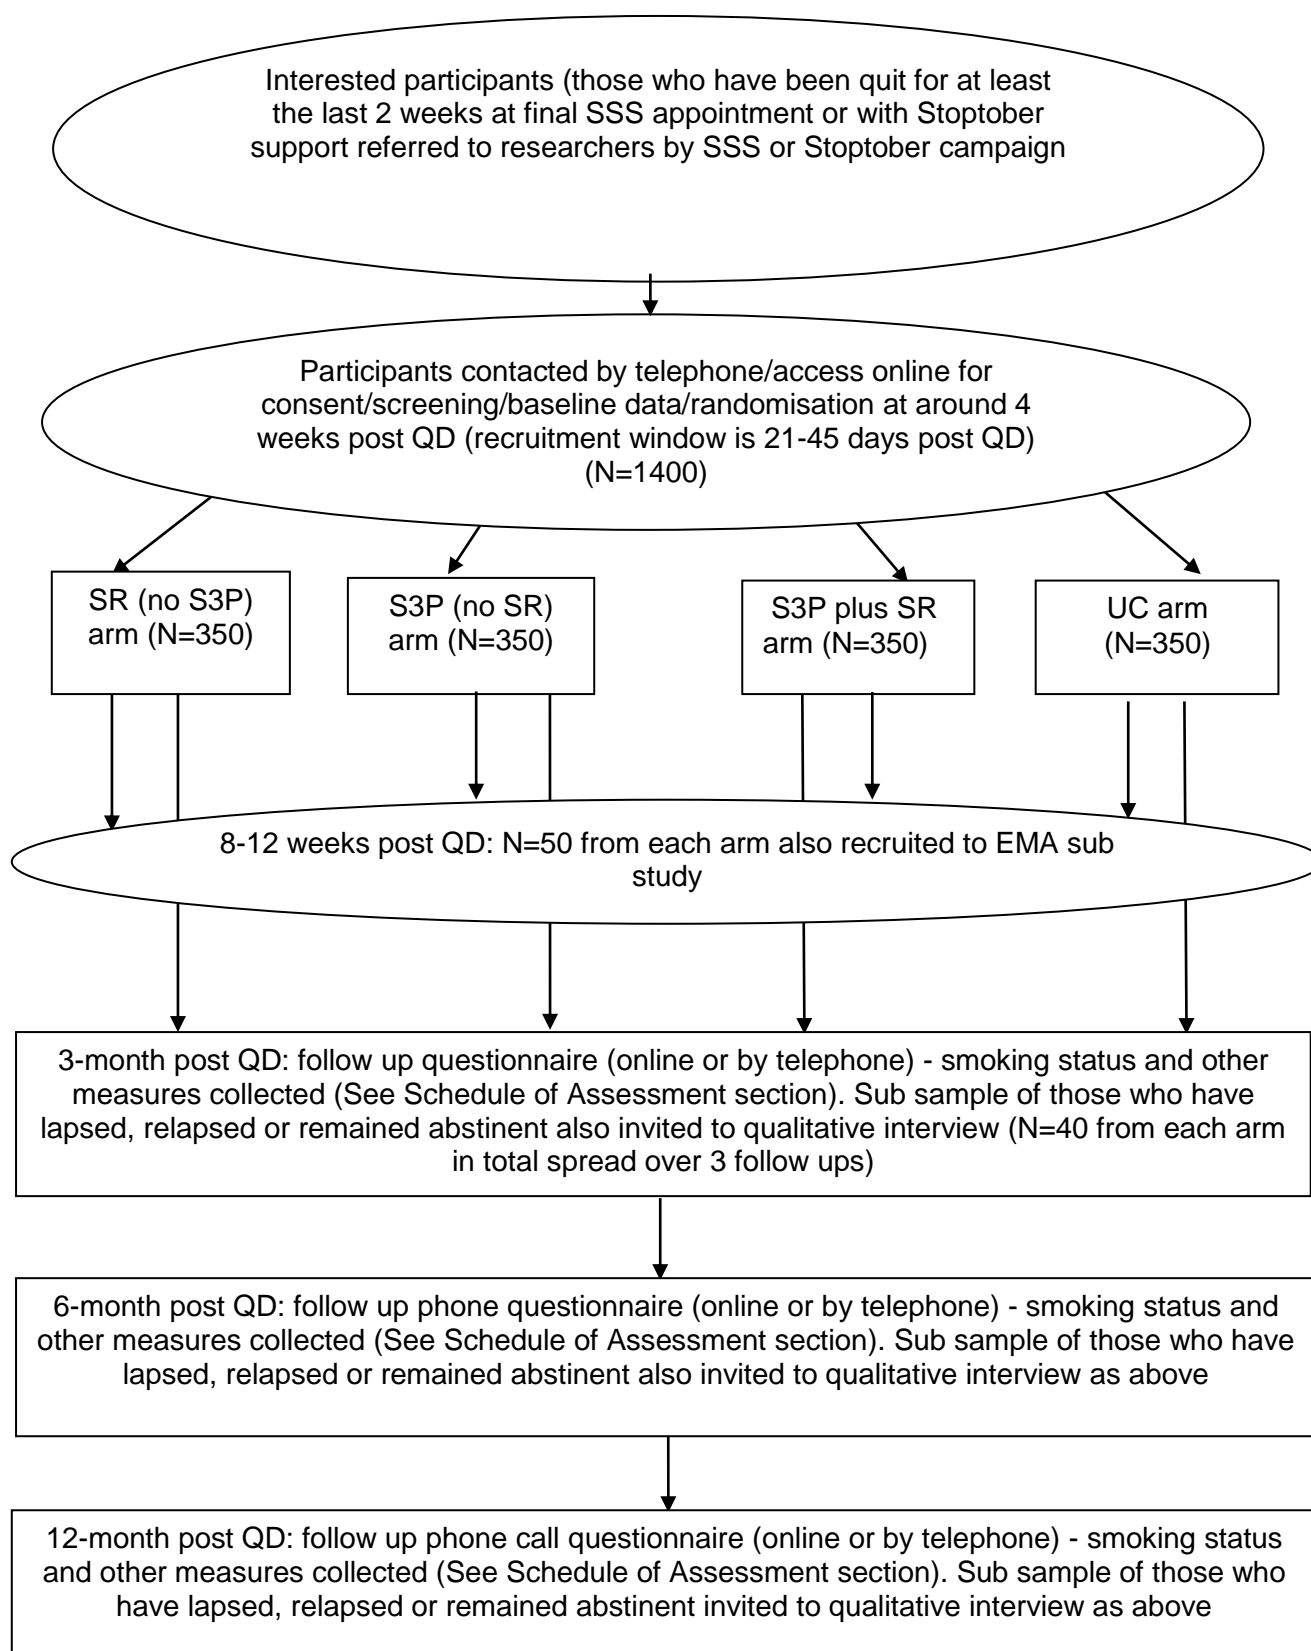 Interested participants (those who have been quit for at least
the last 2 weeks at final SSS appointment or with Stoptober
support referred to researchers by SSS or Stoptober campaign
Participants contacted by telephone/access online for
consent/screening/baseline data/randomisation at around 4
weeks post QD (recruitment window is 21-45 days post QD)
(N=1400)
SR (no S3P)
arm (N=350)
S3P (no SR)
arm (N=350)
S3P plus SR
arm (N=350)
UC arm
(N=350)
8-12 weeks post QD: N=50 from each arm also recruited to EMA sub
study
3-month post QD: follow up questionnaire (online or by telephone) - smoking status and other
measures collected (See Schedule of Assessment section). Sub sample of those who have
lapsed, relapsed or remained abstinent also invited to qualitative interview (N=40 from each arm
in total spread over 3 follow ups)
6-month post QD: follow up phone questionnaire (online or by telephone) - smoking status and
other measures collected (See Schedule of Assessment section). Sub sample of those who have
lapsed, relapsed or remained abstinent also invited to qualitative interview as above
12-month post QD: follow up phone call questionnaire (online or by telephone) - smoking status
and other measures collected (See Schedule of Assessment section). Sub sample of those who
have lapsed, relapsed or remained abstinent invited to qualitative interview as above